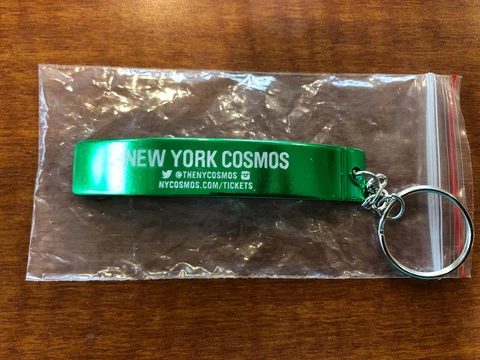 NEW YORK COSMOS
@THENYCOSMOS
NYCOSMOS.COM/TICKETS